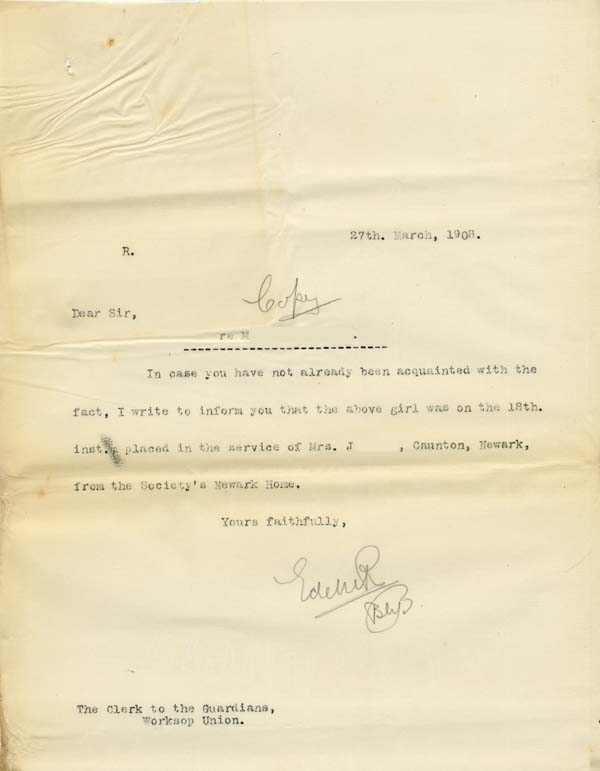 27th. March, 1908.
R.
Copy
Dear Sir,
re M .
In case you have not already been acquainted with the
fact, I write to inform you that the above girl was on the 18th.
inst. placed in the service of Mrs. J , Caunton, Newark,
from the Society's Newark Home.
Yours faithfully,
The Clerk to the Guardians,
Worksop Union.